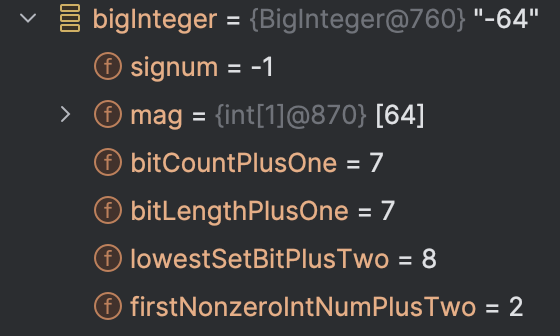 bigInteger = {BigInteger@760} "-64"
f signum = -1
f mag = {int[1]@870} [64]
f bitCountPlusOne = 7
f bitLengthPlusOne = 7
f lowestSetBitPlusTwo = 8
f firstNonzeroIntNumPlusTwo = 2